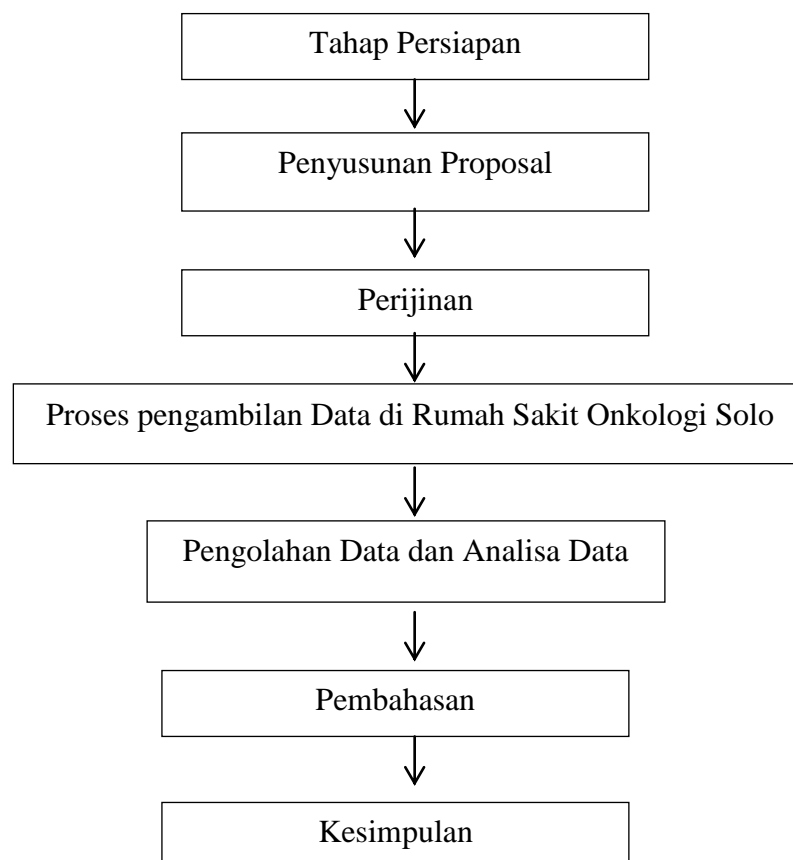 Tahap Persiapan
Penyusunan Proposal
Perijinan
Proses pengambilan Data di Rumah Sakit Onkologi Solo
Pengolahan Data dan Analisa Data
Pembahasan
Kesimpulan